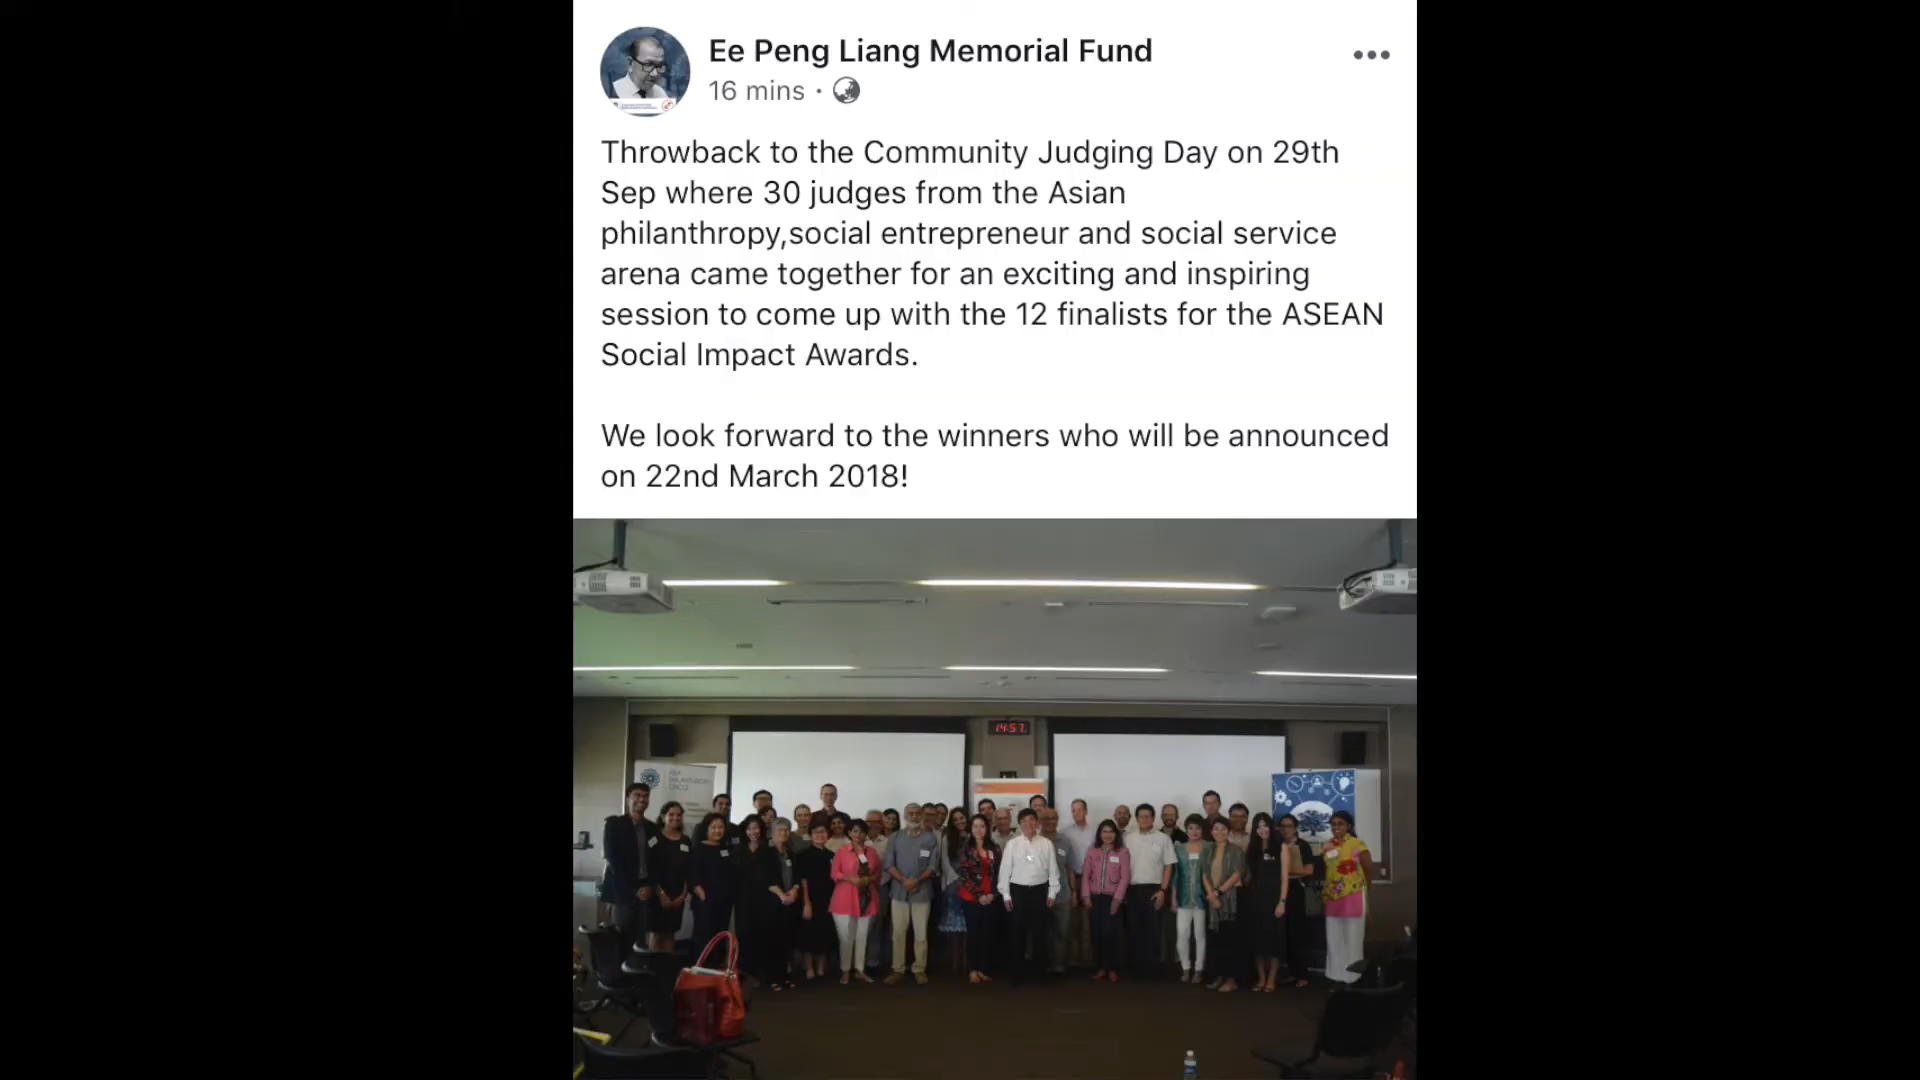 Ee Peng Liang Memorial Fund
16 mins ·
Throwback to the Community Judging Day on 29th
Sep where 30 judges from the Asian
philanthropy,social entrepreneur and social service
arena came together for an exciting and inspiring
session to come up with the 12 finalists for the ASEAN
Social Impact Awards.
We look forward to the winners who will be announced
on 22nd March 2018!
14:57
ASIA
PHILANTHROPY
CIRCLE